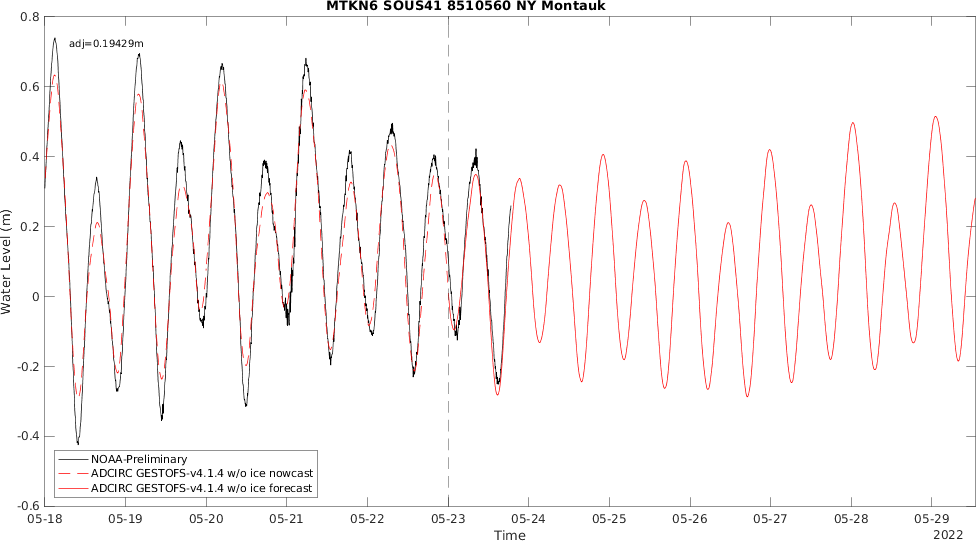 MTKN6 SOUS41 8510560 NY Montauk
adj=0.19429m
0.8
0.6
0.4
0.2
0
-0.2
-0.4
-0.6
Water Level (m)
NOAA-Preliminary
ADCIRC GESTOFS-v4.1.4 w/o ice nowcast
ADCIRC GESTOFS-v4.1.4 w/o ice forecast
05-18 05-19 05-20 05-21 05-22 05-23 05-24 05-25 05-26 05-27 05-28 05-29
Time
2022